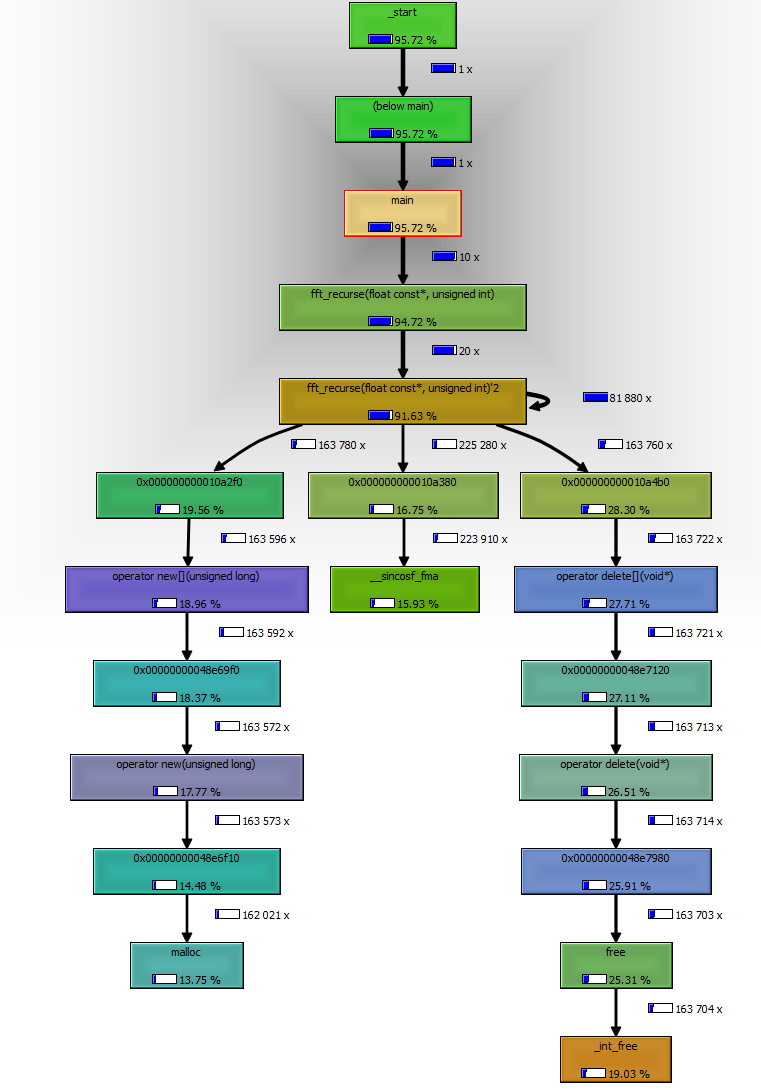 _start
95.72 %
1 x
(below main)
95.72 %
1 x
main
95.72 %
10 x
fft_recurse(float const*, unsigned int)
94.72 %
20 x
fft_recurse(float const*, unsigned int)'2
91.63 %
81 880 x
163 780 x
225 280 x
163 760 x
0x000000000010a2f0
19.56 %
0x000000000010a380
16.75 %
0x000000000010a4b0
28.30 %
163 596 x
223 910 x
163 722 x
operator new[](unsigned long)
18.96 %
__sincosf_fma
15.93 %
operator delete[](void*)
27.71 %
163 592 x
163 721 x
0x00000000048e69f0
18.37 %
0x00000000048e7120
27.11 %
163 572 x
163 713 x
operator new(unsigned long)
17.77 %
operator delete(void*)
26.51 %
163 573 x
163 714 x
0x00000000048e6f10
14.48 %
0x00000000048e7980
25.91 %
162 021 x
163 703 x
malloc
13.75 %
free
25.31 %
163 704 x
_int_free
19.03 %